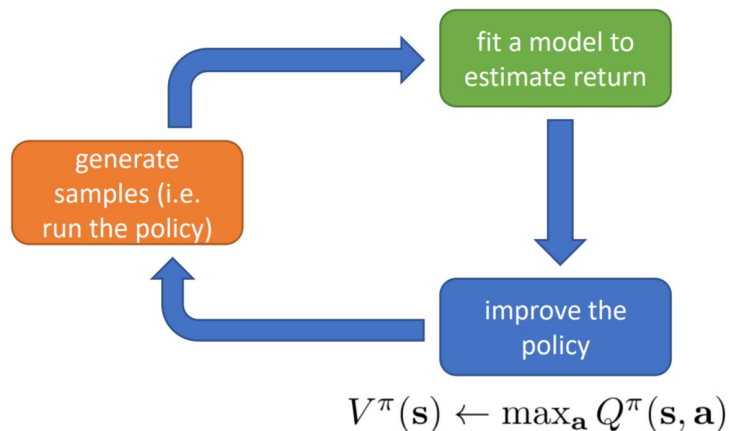 fit a model to
estimate return
generate
samples (i.e.
run the policy)
improve the
policy
V^π(s) ← max_a Q^π(s, a)